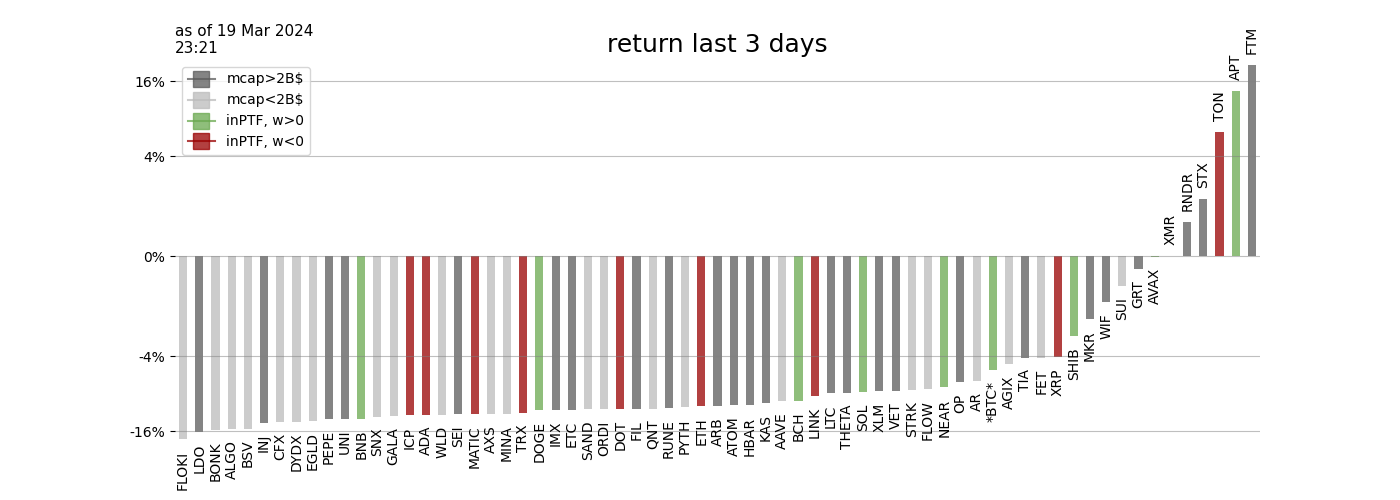 as of 19 Mar 2024
23:21
return last 3 days
mcap>2B$
mcap<2B$
inPTF, w>0
inPTF, w<0
16%
4%
0%
-4%
-16%
FLOKI
LDO
BONK
ALGO
BSV
INJ
CFX
DYDX
EGLD
PEPE
UNI
BNB
SNX
GALA
ICP
ADA
WLD
SEI
MATIC
AXS
MINA
TRX
DOGE
IMX
ETC
SAND
ORDI
DOT
FIL
QNT
RUNE
PYTH
ETH
ARB
ATOM
HBAR
KAS
AAVE
BCH
LINK
LTC
THETA
SOL
XLM
VET
STRK
FLOW
NEAR
OP
AR
*BTC*
AGIX
TIA
FET
XRP
SHIB
MKR
WIF
SUI
GRT
AVAX
XMR
RNDR
STX
TON
APT
FTM